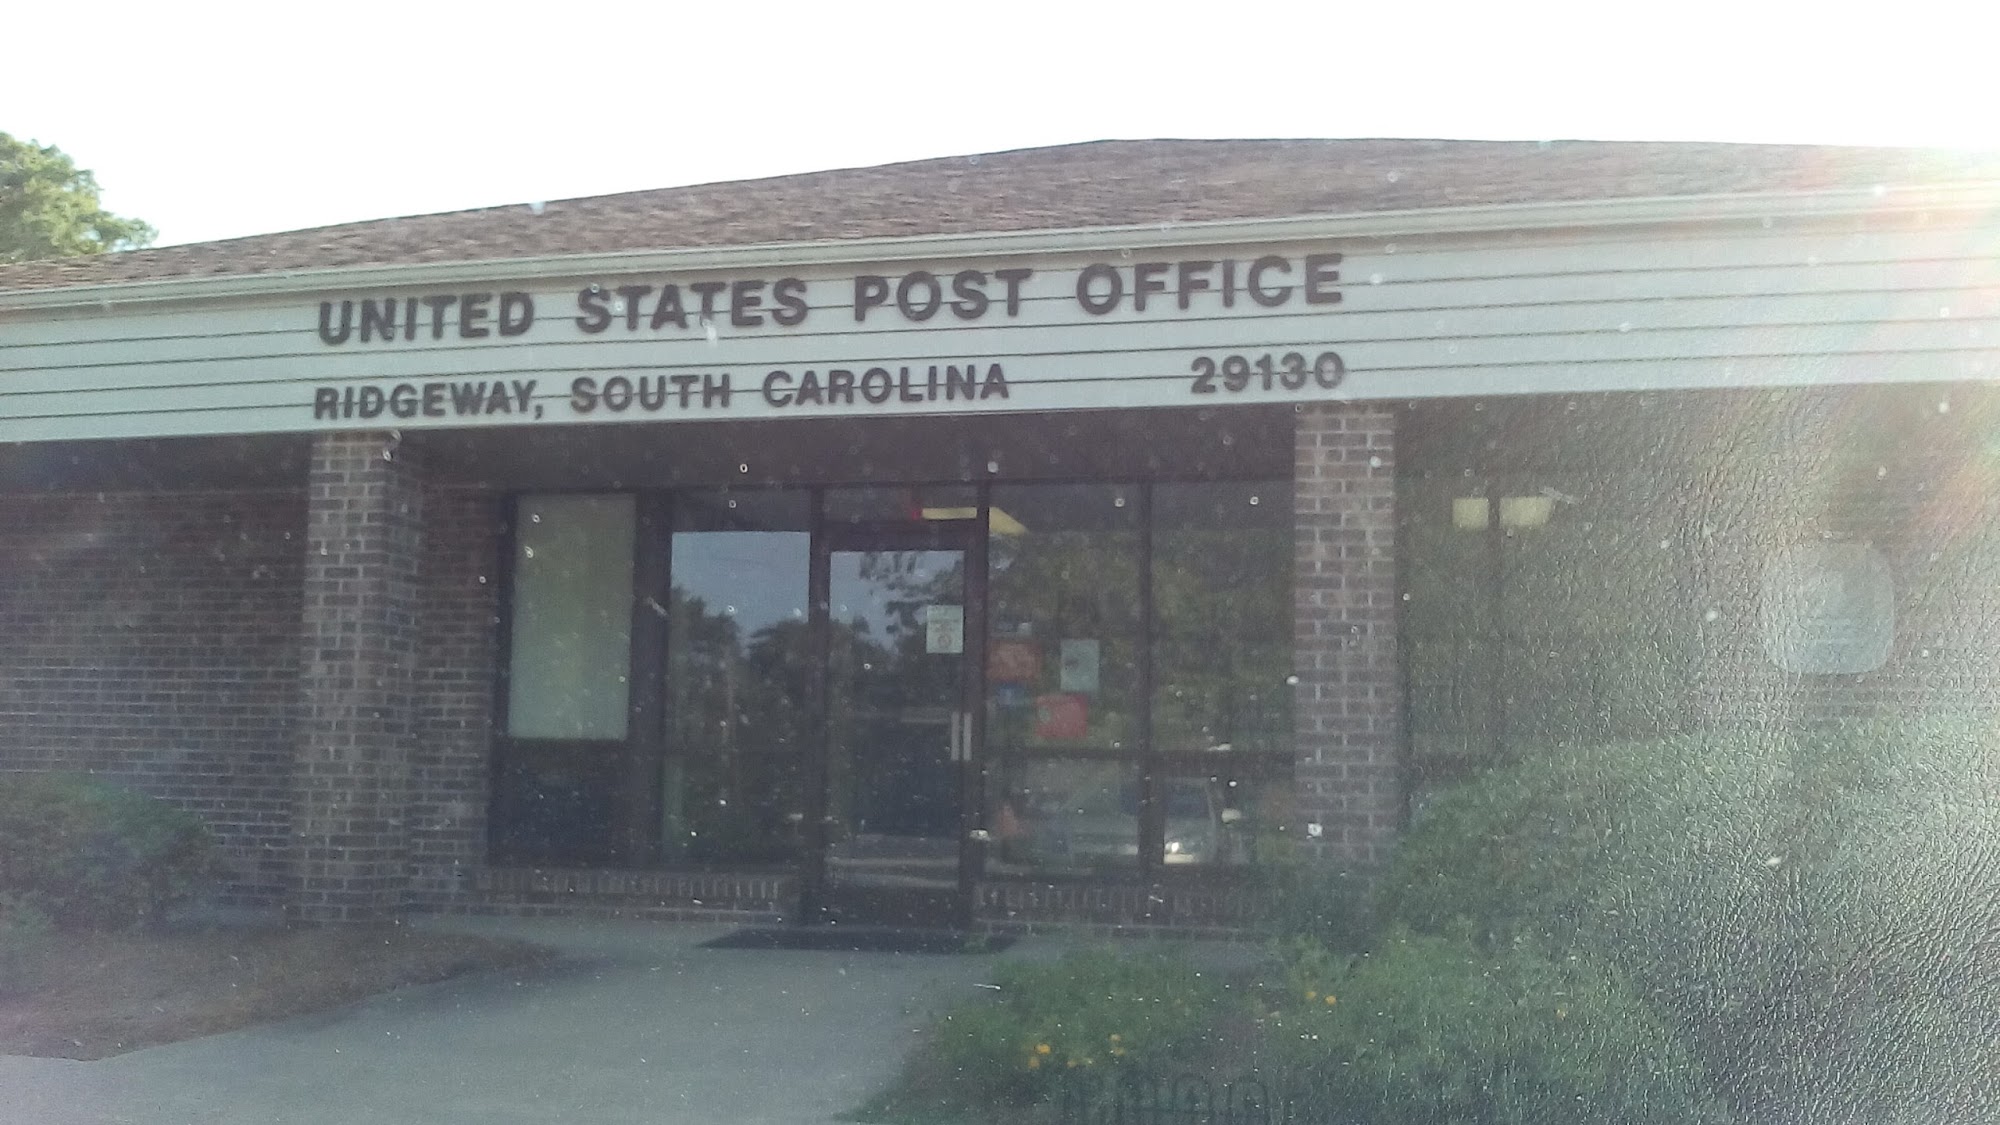 UNITED STATES POST OFFICE
RIDGEWAY, SOUTH CAROLINA 29130